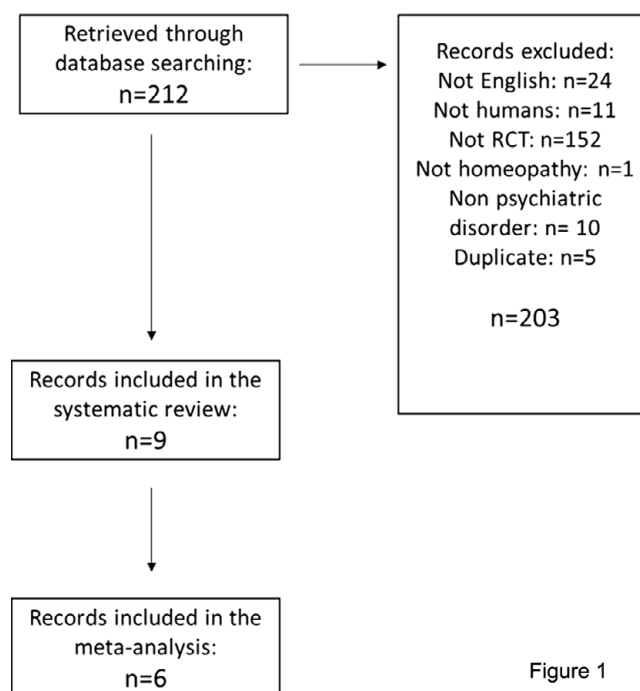 Retrieved through
database searching:
n=212
Records excluded:
Not English: n=24
Not humans: n=11
Not RCT: n=152
Not homeopathy: n=1
Non psychiatric
disorder: n= 10
Duplicate: n=5
n=203
Records included in the
systematic review:
n=9
Records included in the
meta-analysis:
n=6
Figure 1